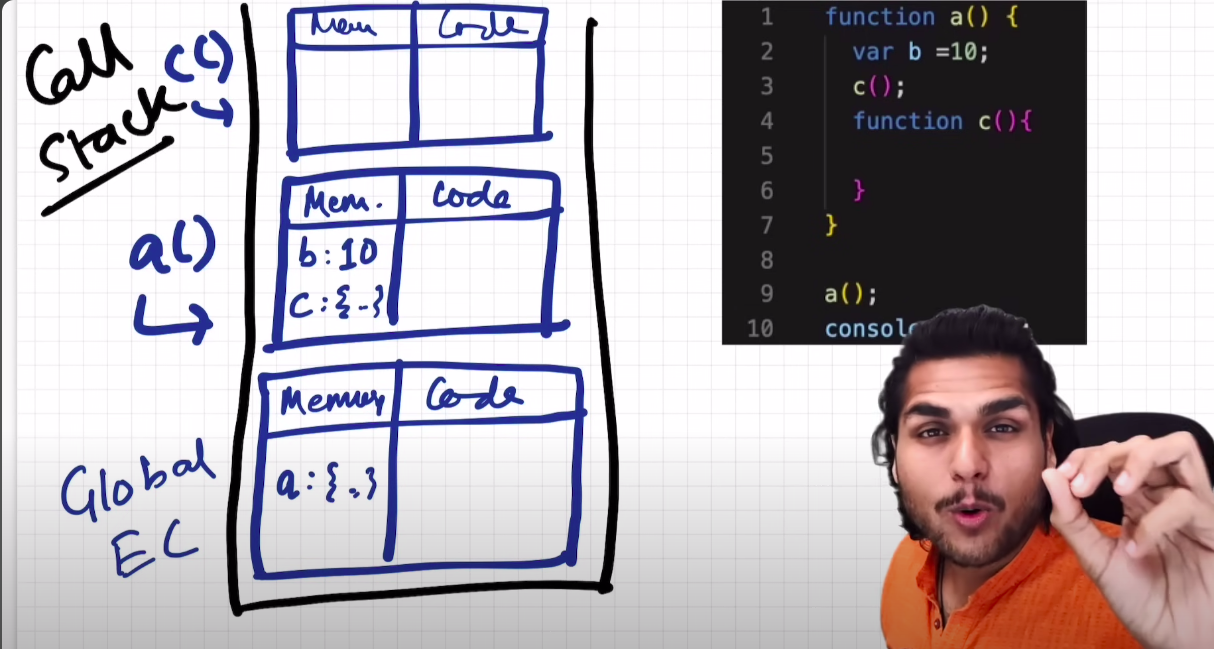 Call
Stack
c()
Mem
Code
a()
Mem.
Code
b : 10
c : {-}
Global
EC
Memory
Code
a : {.}
1 function a() {
2 var b =10;
3 c();
4 function c(){
5
6 }
7 }
8
9 a();
10 console